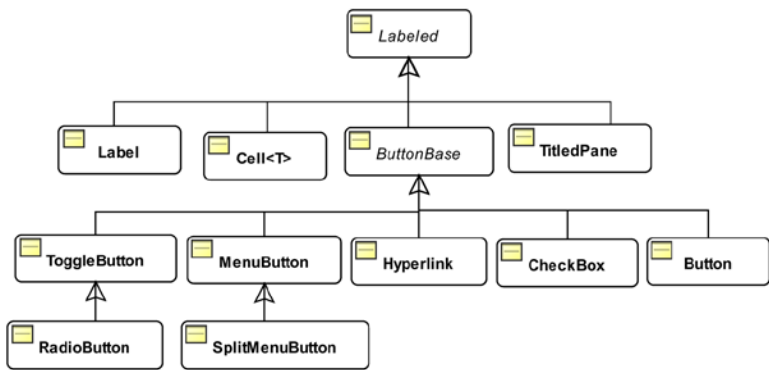 Labeled
Label
Cell<T>
ButtonBase
TitledPane
ToggleButton
MenuButton
Hyperlink
CheckBox
Button
RadioButton
SplitMenuButton